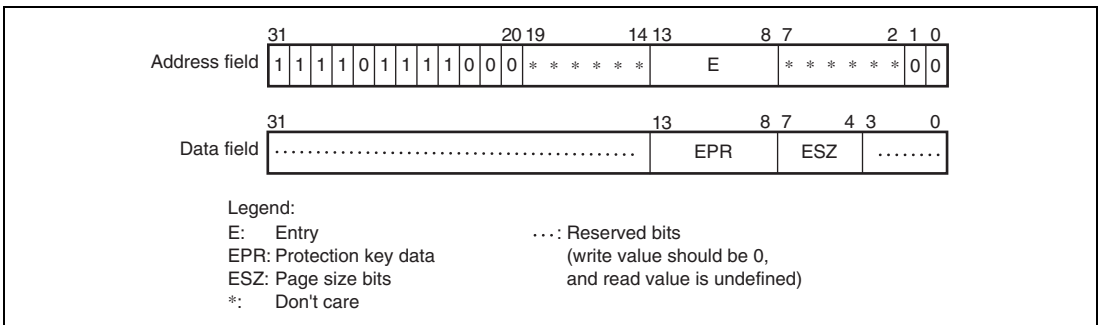 31 20 19 14 13 8 7 2 1 0
Address field 1 1 1 1 0 1 1 1 1 0 0 0 * * * * * * E * * * * * * 0 0
31 13 8 7 4 3 0
Data field ................................................ EPR ESZ ........
Legend:
E: Entry ...: Reserved bits
EPR: Protection key data (write value should be 0,
ESZ: Page size bits and read value is undefined)
*: Don't care